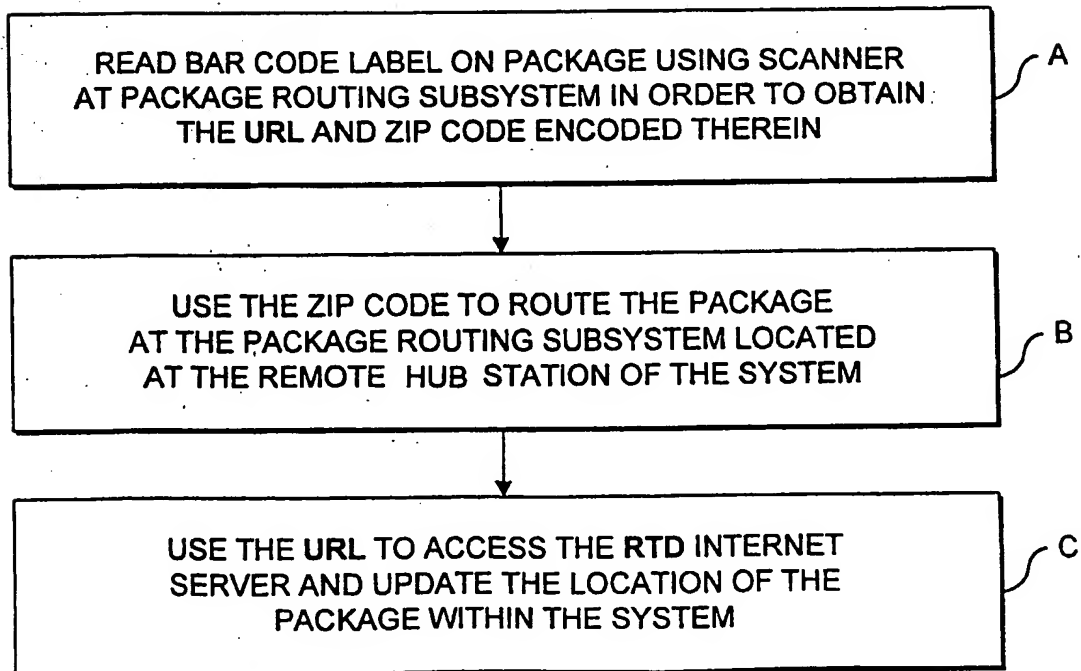 READ BAR CODE LABEL ON PACKAGE USING SCANNER
AT PACKAGE ROUTING SUBSYSTEM IN ORDER TO OBTAIN
THE URL AND ZIP CODE ENCODED THEREIN
A
USE THE ZIP CODE TO ROUTE THE PACKAGE
AT THE PACKAGE ROUTING SUBSYSTEM LOCATED
AT THE REMOTE HUB STATION OF THE SYSTEM
B
USE THE URL TO ACCESS THE RTD INTERNET
SERVER AND UPDATE THE LOCATION OF THE
PACKAGE WITHIN THE SYSTEM
C